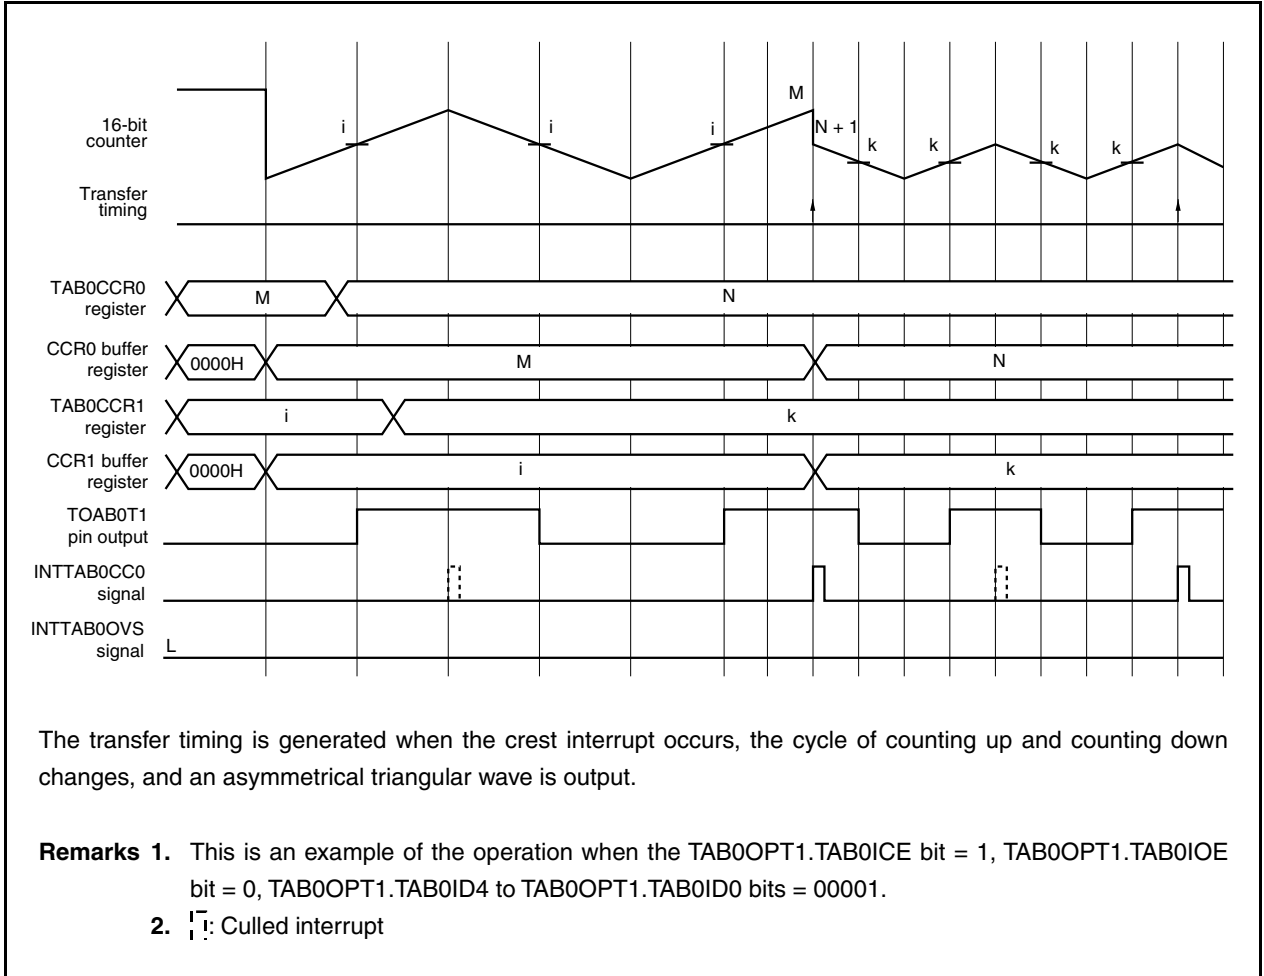 M
i
i
i
N + 1
k
k
k
k
16-bit
counter
Transfer
timing
TAB0CCR0
register
M
N
CCR0 buffer
register
0000H
M
N
TAB0CCR1
register
i
k
CCR1 buffer
register
0000H
i
k
TOAB0T1
pin output
INTTAB0CC0
signal
INTTAB0OVS
signal
L
The transfer timing is generated when the crest interrupt occurs, the cycle of counting up and counting down
changes, and an asymmetrical triangular wave is output.
Remarks 1. This is an example of the operation when the TAB0OPT1.TAB0ICE bit = 1, TAB0OPT1.TAB0IOE
bit = 0, TAB0OPT1.TAB0ID4 to TAB0OPT1.TAB0ID0 bits = 00001.
2. : Culled interrupt